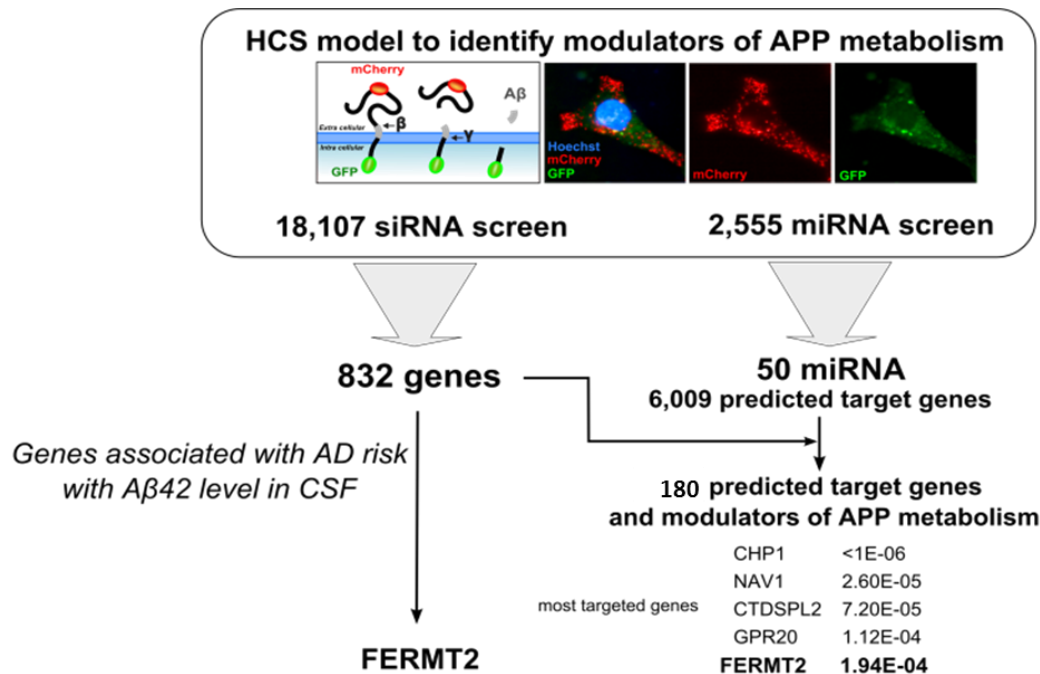 HCS model to identify modulators of APP metabolism
mCherry
Aβ
←β
Extra cellular
Intra cellular
←γ
GFP
Hoechst
mCherry
GFP
mCherry
GFP
18,107 siRNA screen
2,555 miRNA screen
832 genes
50 miRNA
6,009 predicted target genes
Genes associated with AD risk
with Aβ42 level in CSF
180 predicted target genes
and modulators of APP metabolism
CHP1 <1E-06
NAV1 2.60E-05
most targeted genes CTDSPL2 7.20E-05
GPR20 1.12E-04
FERMT2 1.94E-04
FERMT2